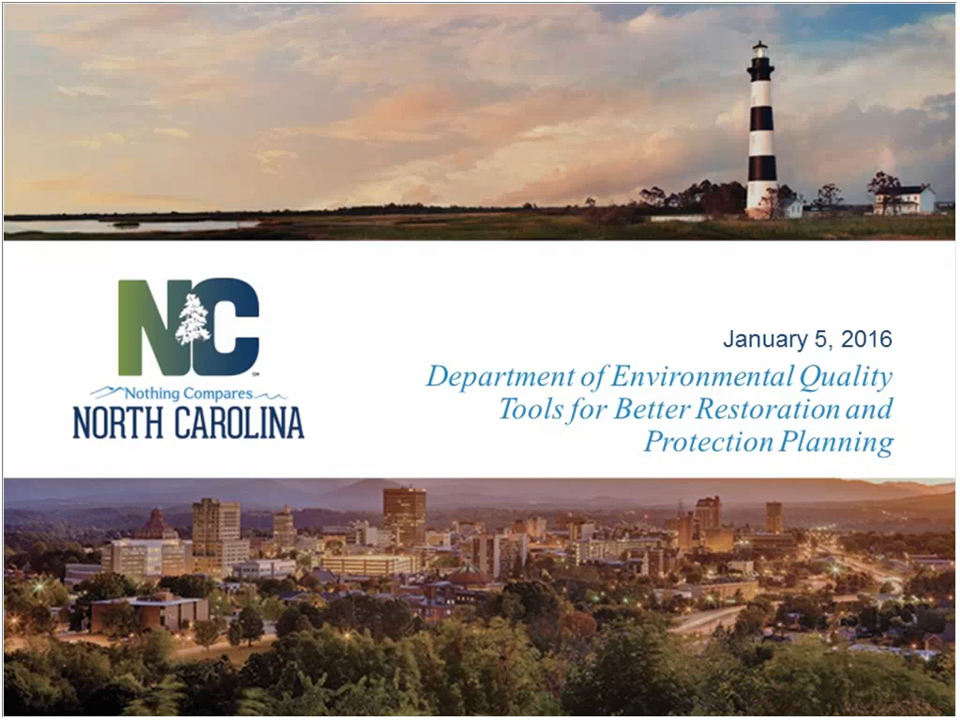 NC
SM
Nothing Compares
NORTH CAROLINA
January 5, 2016
Department of Environmental Quality
Tools for Better Restoration and
Protection Planning